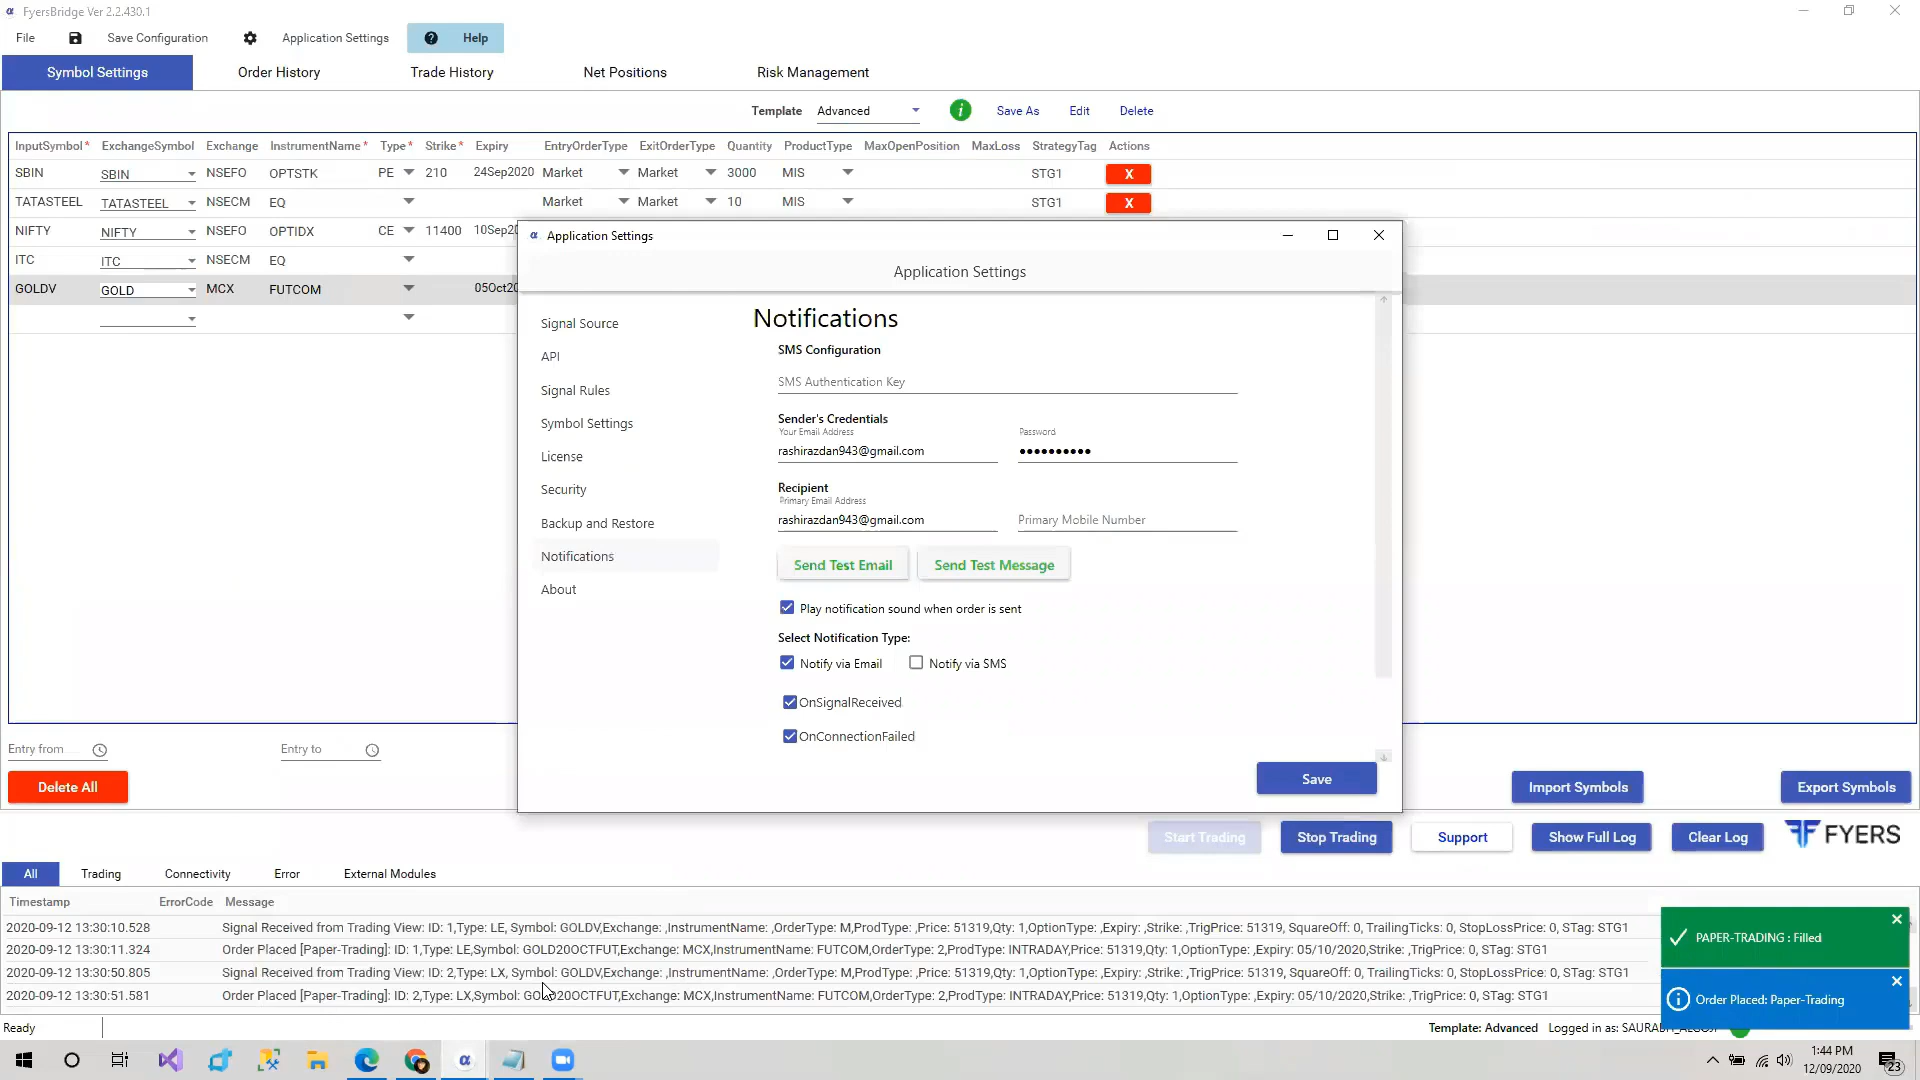 FyersBridge Ver 2.2.430.1
File Save Configuration Application Settings Help
Symbol Settings Order History Trade History Net Positions Risk Management
Template Advanced Save As Edit Delete
InputSymbol* ExchangeSymbol Exchange InstrumentName* Type* Strike* Expiry EntryOrderType ExitOrderType Quantity ProductType MaxOpenPosition MaxLoss StrategyTag Actions
SBIN SBIN NSEFO OPTSTK PE 210 24Sep2020 Market Market 3000 MIS STG1 X
TATASTEEL TATASTEEL NSECM EQ Market Market 10 MIS STG1 X
NIFTY NIFTY NSEFO OPTIDX CE 11400 10Sep2
ITC ITC NSECM EQ
GOLDV GOLD MCX FUTCOM 05Oct20
Application Settings
Application Settings
Signal Source
API
Signal Rules
Symbol Settings
License
Security
Backup and Restore
Notifications
About
Notifications
SMS Configuration
SMS Authentication Key
Sender's Credentials
Your Email Address Password
rashirazdan943@gmail.com ••••••••••
Recipient
Primary Email Address
rashirazdan943@gmail.com Primary Mobile Number
Send Test Email Send Test Message
Play notification sound when order is sent
Select Notification Type:
Notify via Email Notify via SMS
OnSignalReceived
OnConnectionFailed
Save
Entry from Entry to
Delete All Import Symbols Export Symbols
Start Trading Stop Trading Support Show Full Log Clear Log FYERS
All Trading Connectivity Error External Modules
Timestamp ErrorCode Message
2020-09-12 13:30:10.528 Signal Received from Trading View: ID: 1,Type: LE, Symbol: GOLDV,Exchange: ,InstrumentName: ,OrderType: M,ProdType: ,Price: 51319,Qty: 1,OptionType: ,Expiry: ,Strike: ,TrigPrice: 51319, SquareOff: 0, TrailingTicks: 0, StopLossPrice: 0, STag: STG1
2020-09-12 13:30:11.324 Order Placed [Paper-Trading]: ID: 1,Type: LE,Symbol: GOLD20OCTFUT,Exchange: MCX,InstrumentName: FUTCOM,OrderType: 2,ProdType: INTRADAY,Price: 51319,Qty: 1,OptionType: ,Expiry: 05/10/2020,Strike: ,TrigPrice: 0, STag: STG1
2020-09-12 13:30:50.805 Signal Received from Trading View: ID: 2,Type: LX, Symbol: GOLDV,Exchange: ,InstrumentName: ,OrderType: M,ProdType: ,Price: 51319,Qty: 1,OptionType: ,Expiry: ,Strike: ,TrigPrice: 51319, SquareOff: 0, TrailingTicks: 0, StopLossPrice: 0, STag: STG1
2020-09-12 13:30:51.581 Order Placed [Paper-Trading]: ID: 2,Type: LX,Symbol: GOLD20OCTFUT,Exchange: MCX,InstrumentName: FUTCOM,OrderType: 2,ProdType: INTRADAY,Price: 51319,Qty: 1,OptionType: ,Expiry: 05/10/2020,Strike: ,TrigPrice: 0, STag: STG1
PAPER-TRADING : Filled
Order Placed: Paper-Trading
Ready Template: Advanced Logged in as:
1:44 PM
12/09/2020
23